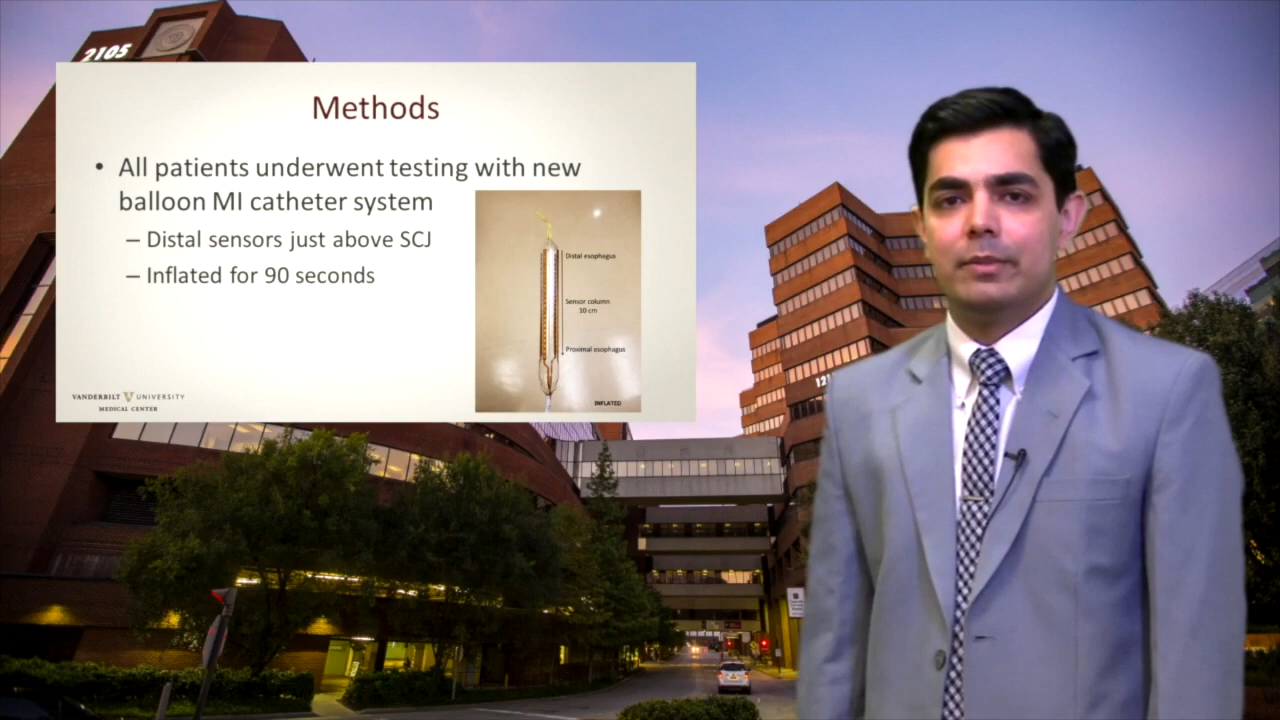 2105
Methods
• All patients underwent testing with new
balloon MI catheter system
– Distal sensors just above SCJ
– Inflated for 90 seconds
Distal esophagus
Sensor column
10 cm
Proximal esophagus
INFLATED
VANDERBILT V UNIVERSITY
MEDICAL CENTER